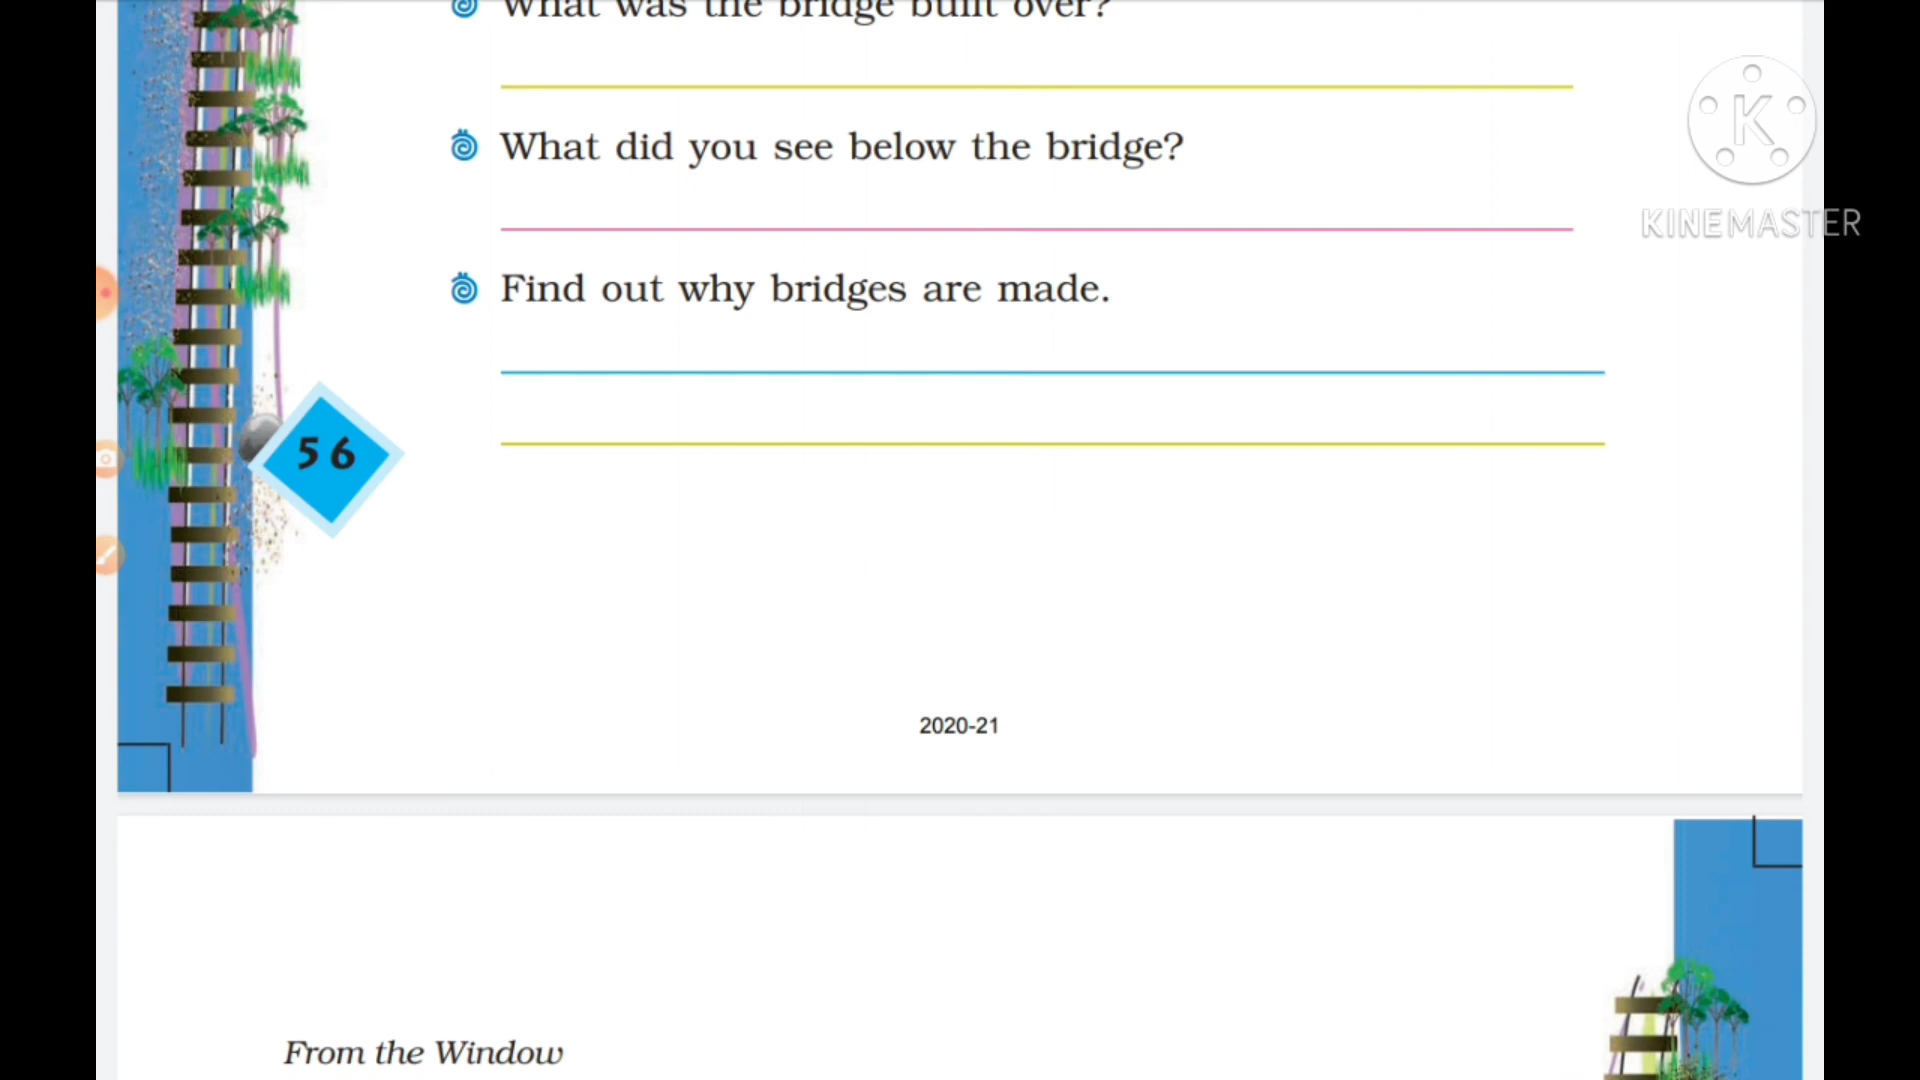 What was the bridge built over?
What did you see below the bridge?
Find out why bridges are made.
56
2020-21
From the Window
K
KINEMASTER